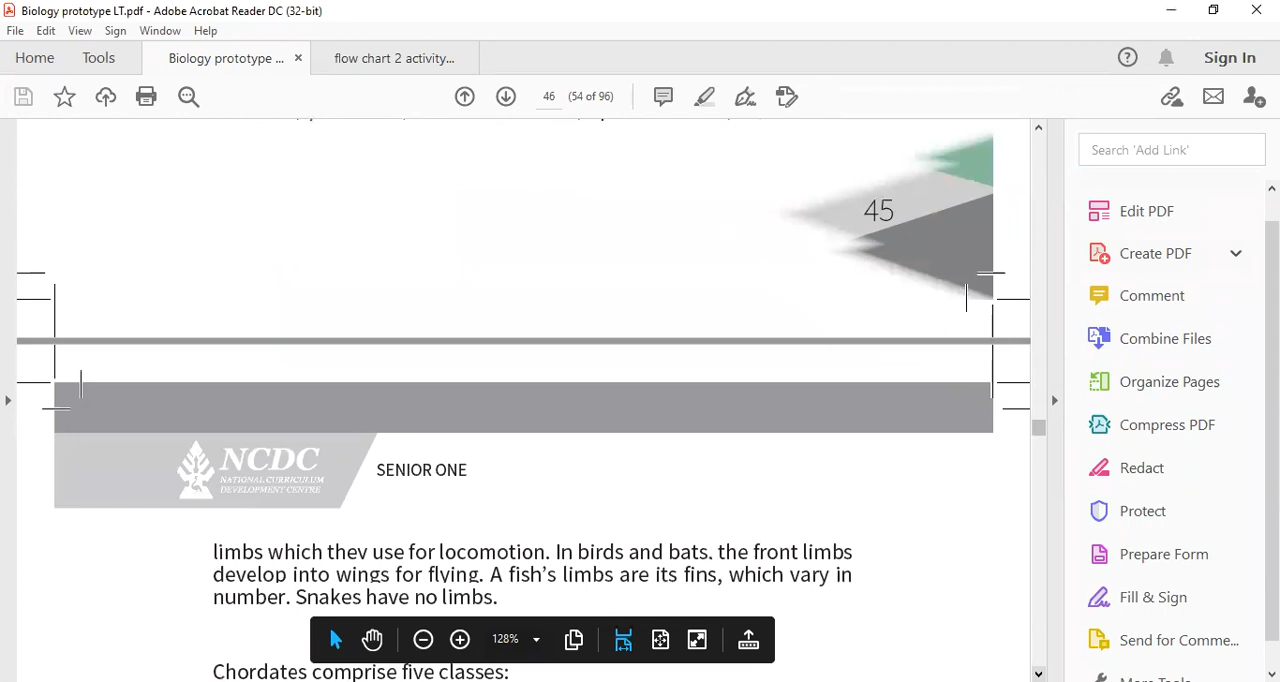 Biology prototype LT.pdf - Adobe Acrobat Reader DC (32-bit)
File Edit View Sign Window Help
Home Tools Biology prototype ... × flow chart 2 activity... Sign In
46 (54 of 96)
Search 'Add Link'
45
Edit PDF
Create PDF
Comment
Combine Files
Organize Pages
Compress PDF
Redact
Protect
Prepare Form
Fill & Sign
Send for Comme...
More Tools
NCDC
NATIONAL CURRICULUM
DEVELOPMENT CENTRE
SENIOR ONE
limbs which they use for locomotion. In birds and bats, the front limbs
develop into wings for flying. A fish's limbs are its fins, which vary in
number. Snakes have no limbs.
128%
Chordates comprise five classes: